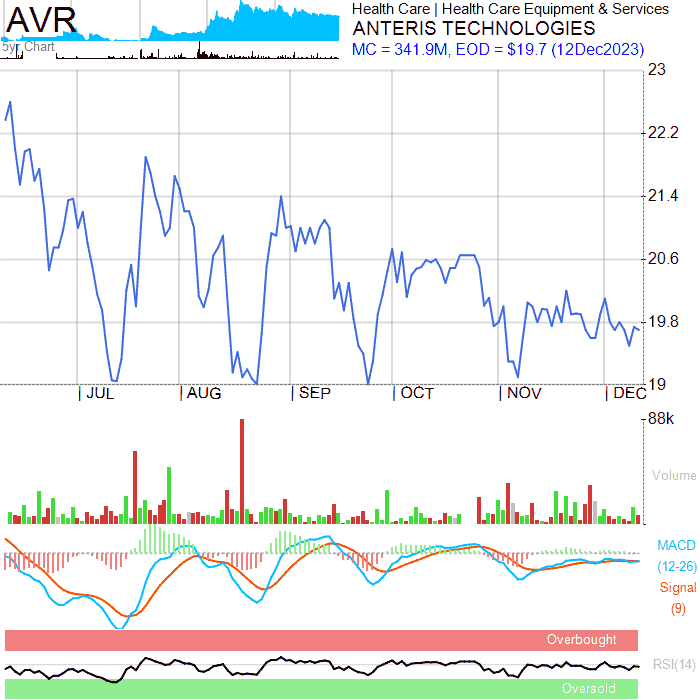 AVR
5yr Chart
Health Care | Health Care Equipment & Services
ANTERIS TECHNOLOGIES
MC = 341.9M, EOD = $19.7 (12Dec2023)
23
22.2
21.4
20.6
19.8
19
JUL AUG SEP OCT NOV DEC
88k
Volume
MACD
(12-26)
Signal
(9)
Overbought
RSI(14)
Oversold